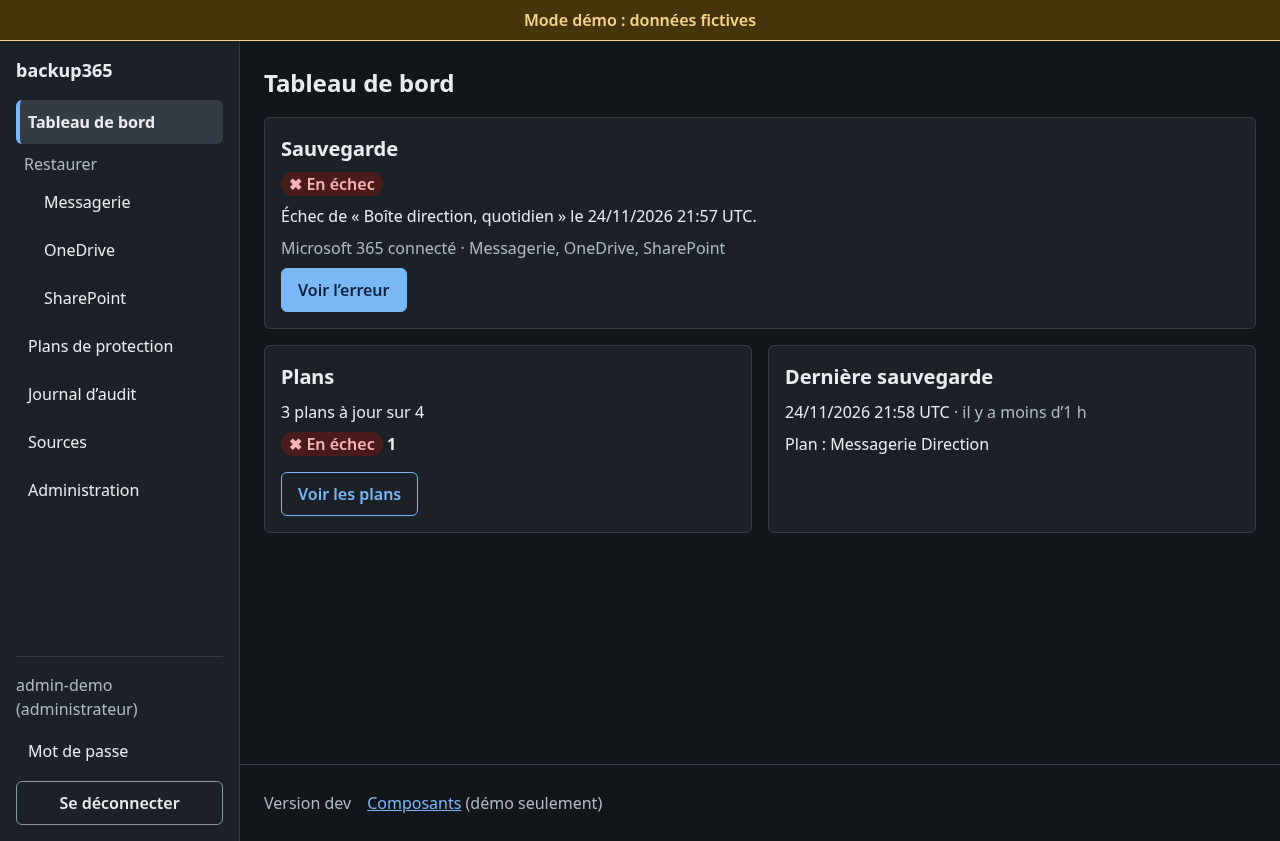 Mode démo : données fictives
backup365
Tableau de bord
Restaurer
Messagerie
OneDrive
SharePoint
Plans de protection
Journal d’audit
Sources
Administration
admin-demo
(administrateur)
Mot de passe
Se déconnecter
Tableau de bord
Sauvegarde
✖ En échec
Échec de « Boîte direction, quotidien » le 24/11/2026 21:57 UTC.
Microsoft 365 connecté · Messagerie, OneDrive, SharePoint
Voir l’erreur
Plans
3 plans à jour sur 4
✖ En échec 1
Voir les plans
Dernière sauvegarde
24/11/2026 21:58 UTC · il y a moins d’1 h
Plan : Messagerie Direction
Version dev Composants (démo seulement)